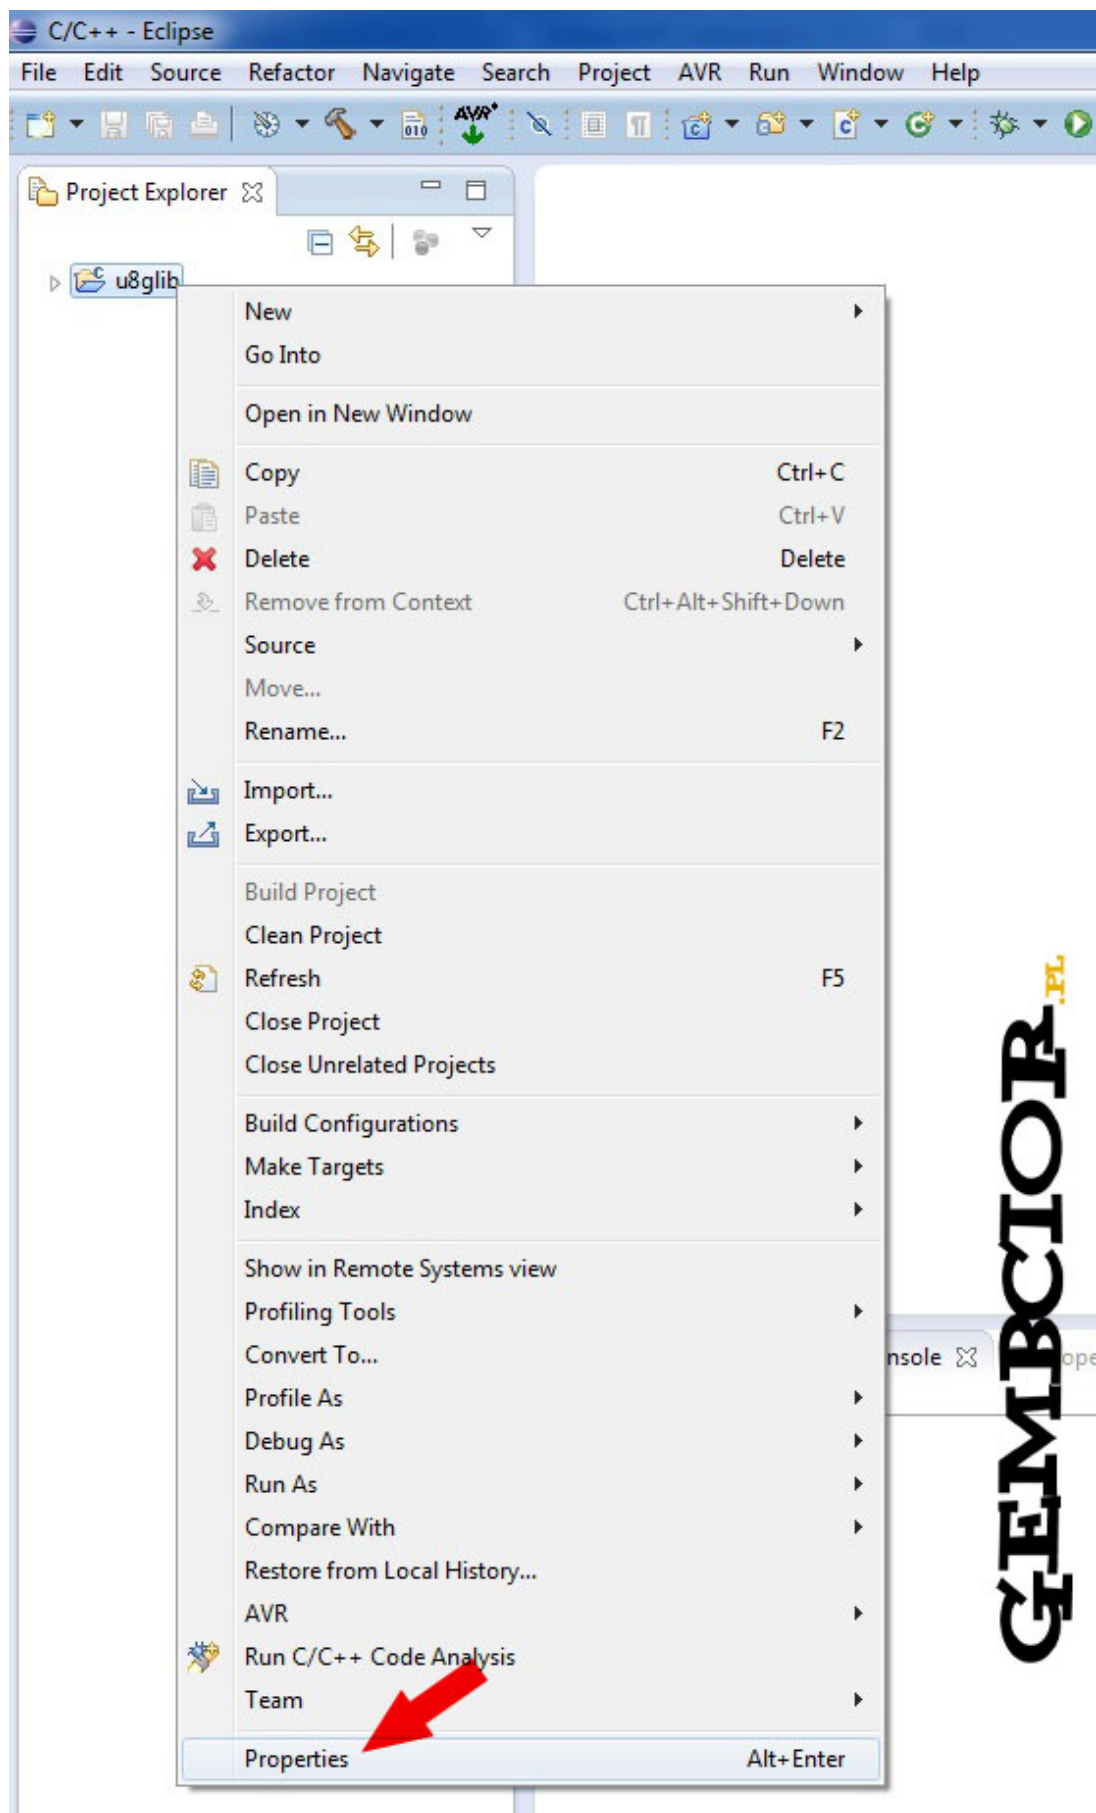 C/C++ - Eclipse
File Edit Source Refactor Navigate Search Project AVR Run Window Help
010 AVR
Project Explorer
u8glib
New
Go Into
Open in New Window
Copy Ctrl+C
Paste Ctrl+V
Delete Delete
Remove from Context Ctrl+Alt+Shift+Down
Source
Move...
Rename... F2
Import...
Export...
Build Project
Clean Project
Refresh F5
Close Project
Close Unrelated Projects
Build Configurations
Make Targets
Index
Show in Remote Systems view
Profiling Tools
Convert To...
nsole
ope
Profile As
Debug As
Run As
Compare With
Restore from Local History...
AVR
Run C/C++ Code Analysis
Team
Properties Alt+Enter
GEMBCIOR.PL